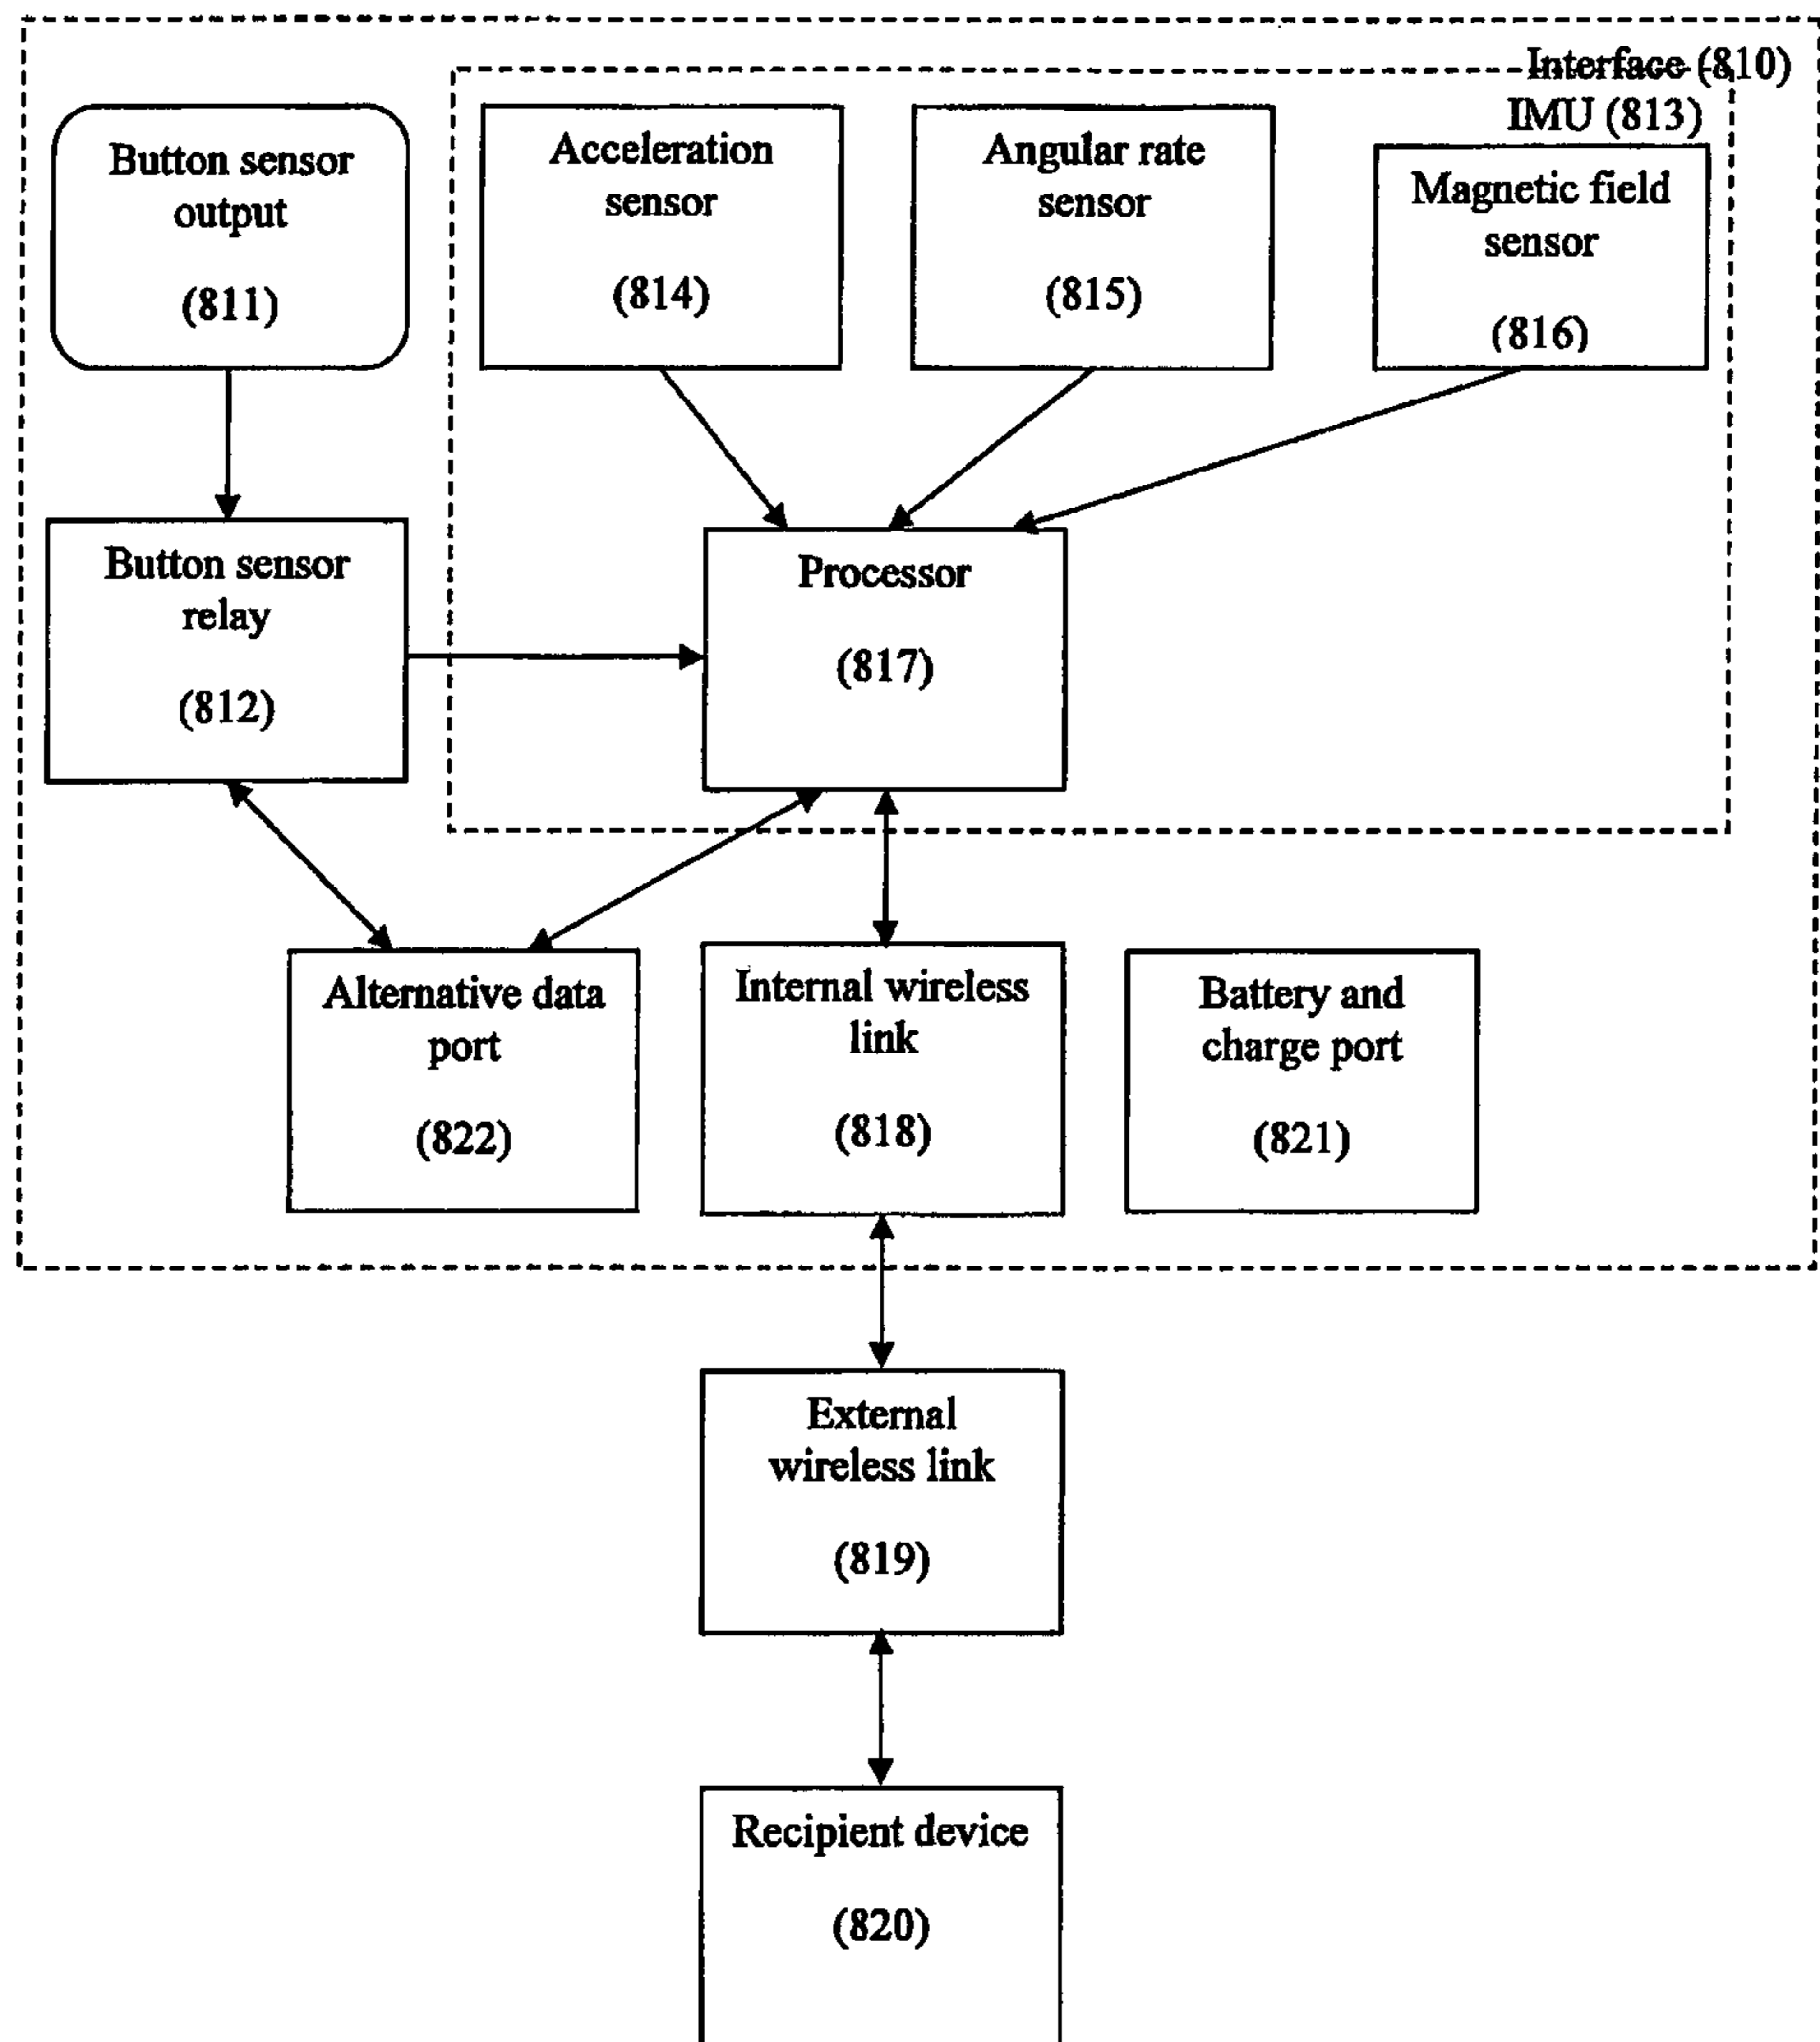 Interface (810)
IMU (813)
Button sensor
output
(811)
Acceleration
sensor
(814)
Angular rate
sensor
(815)
Magnetic field
sensor
(816)
Button sensor
relay
(812)
Processor
(817)
Alternative data
port
(822)
Internal wireless
link
(818)
Battery and
charge port
(821)
External
wireless link
(819)
Recipient device
(820)